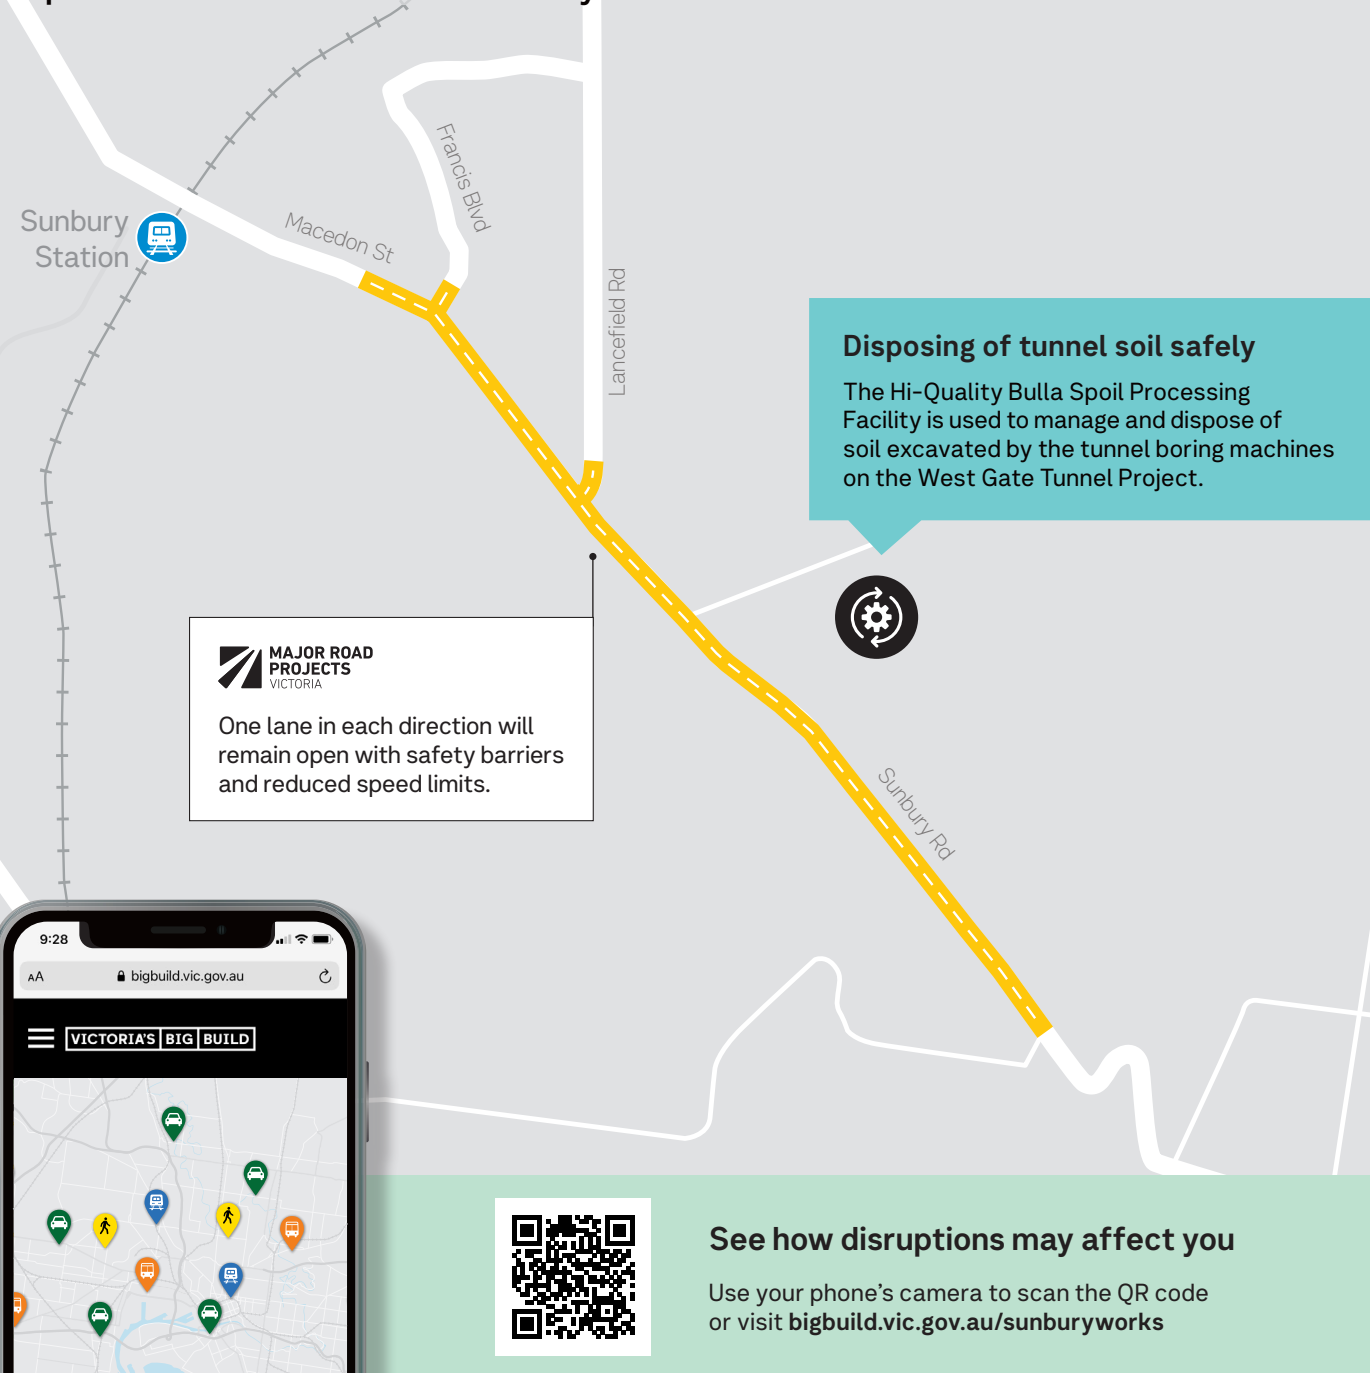 Francis Blvd
Sunbury
Station
Macedon St
Lancefield Rd
Disposing of tunnel soil safely
The Hi-Quality Bulla Spoil Processing
Facility is used to manage and dispose of
soil excavated by the tunnel boring machines
on the West Gate Tunnel Project.
MAJOR ROAD
PROJECTS
VICTORIA
One lane in each direction will
remain open with safety barriers
and reduced speed limits.
Sunbury Rd
9:28
AA
bigbuild.vic.gov.au
VICTORIA'S BIG BUILD
See how disruptions may affect you
Use your phone's camera to scan the QR code
or visit bigbuild.vic.gov.au/sunburyworks